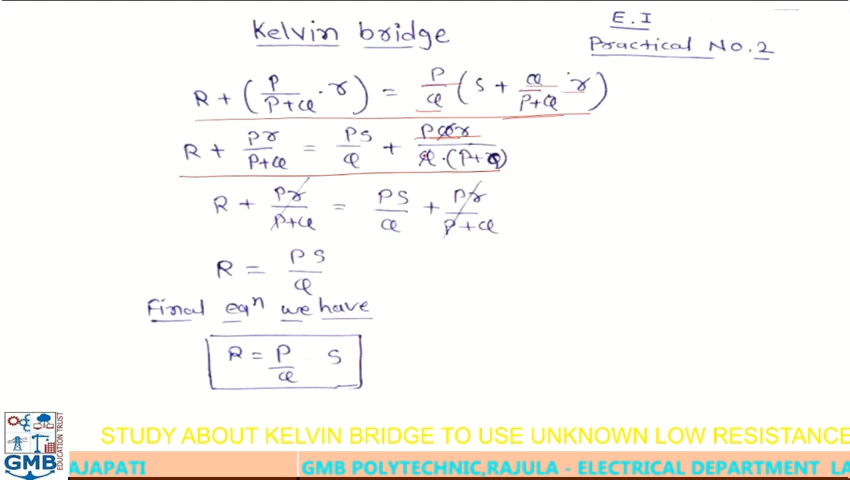 Kelvin bridge
E.I
Practical No.2
R + (P/P+Q · r) = P/Q (S + Q/P+Q · r)
R + Pr/P+Q = PS/Q + PQr/Q·(P+Q)
R + Pr/P+Q = PS/Q + Pr/P+Q
R = PS/Q
Final eqⁿ we have
R = P/Q S
GMB
EDUCATION TRUST
STUDY ABOUT KELVIN BRIDGE TO USE UNKNOWN LOW RESISTANCE
AJAPATI GMB POLYTECHNIC,RAJULA - ELECTRICAL DEPARTMENT LA